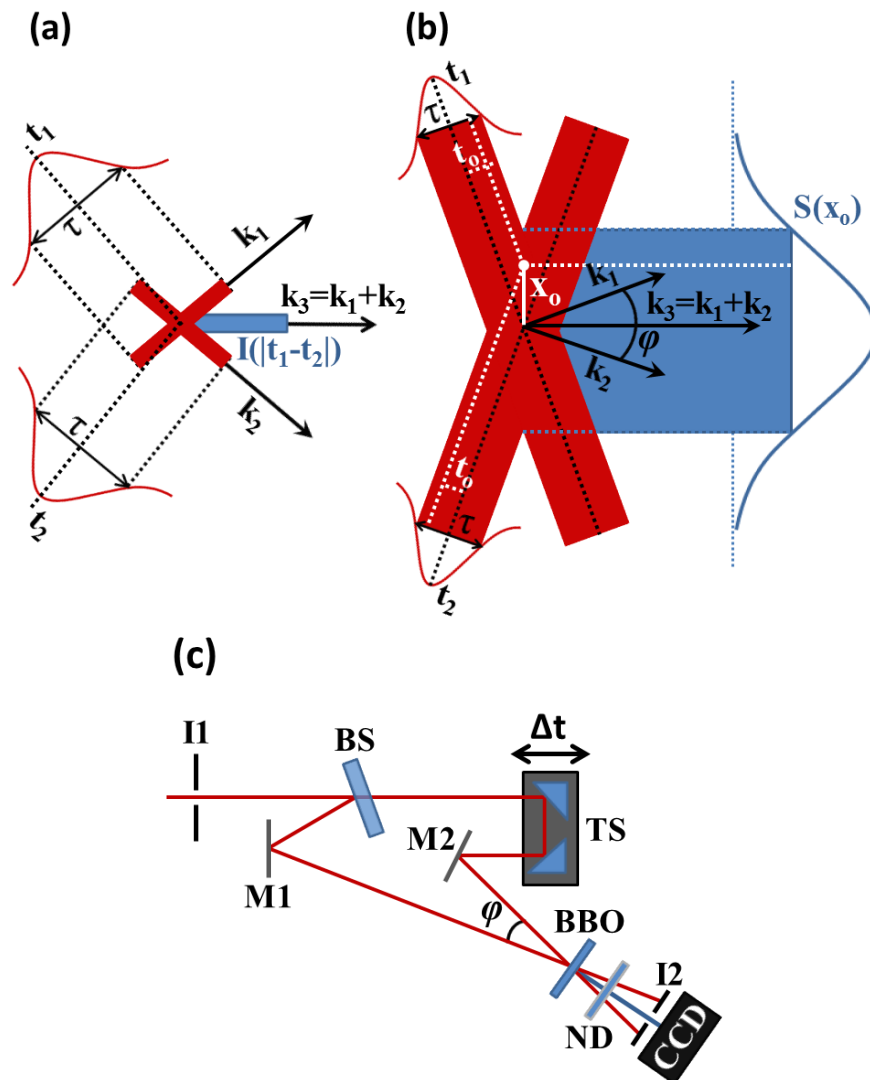 (a)
t₁
τ
k₁
k₃=k₁+k₂
I(|t₁-t₂|)
k₂
τ
t₂
(b)
t₁
τ
tₒ
S(xₒ)
xₒ
k₁
k₃=k₁+k₂
φ
k₂
tₒ
τ
t₂
(c)
Δt
I1
BS
TS
M2
M1
φ
BBO
I2
ND
CCD